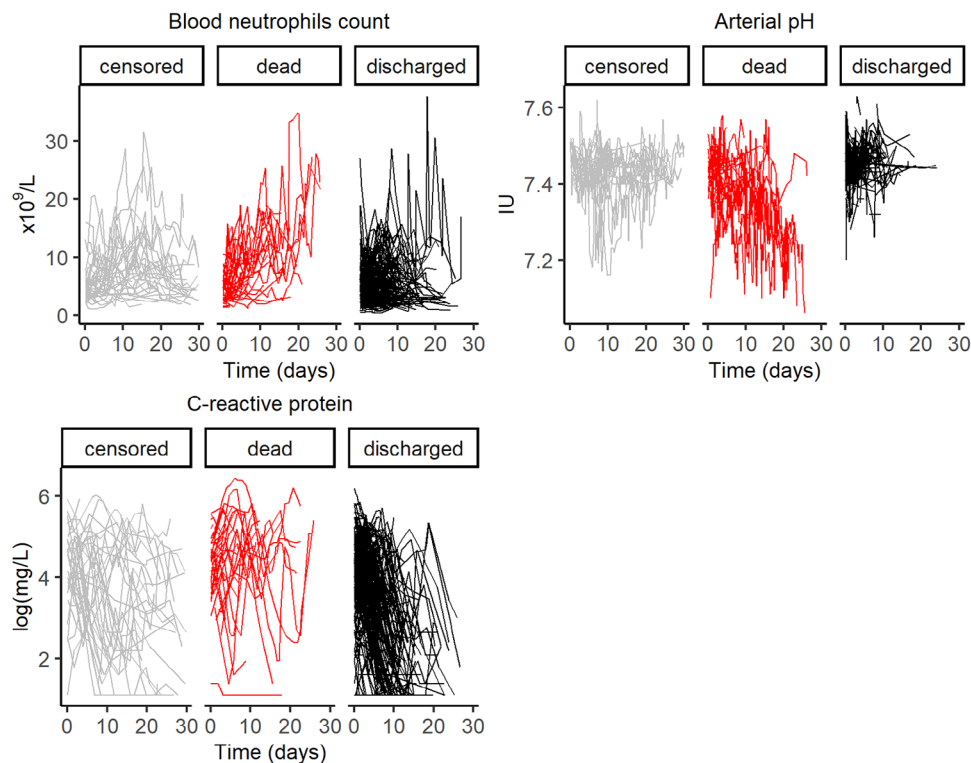 Blood neutrophils count
censored dead discharged
x10^9/L
30
20
10
0
0 10 20 30 0 10 20 30 0 10 20 30
Time (days)
Arterial pH
censored dead discharged
IU
7.6
7.4
7.2
0 10 20 30 0 10 20 30 0 10 20 30
Time (days)
C-reactive protein
censored dead discharged
log(mg/L)
6
4
2
0 10 20 30 0 10 20 30 0 10 20 30
Time (days)